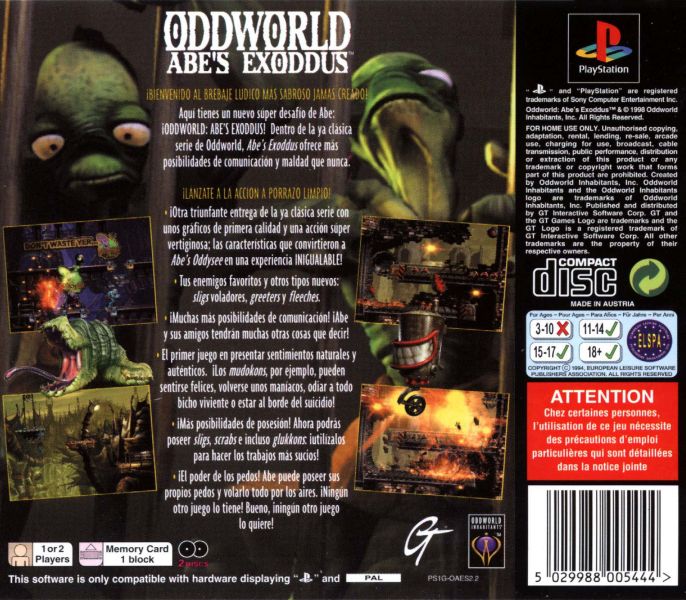 ODDWORLD
ABE'S EXODDUS™
¡BIENVENIDO AL BREBAJE LUDICO MAS SABROSO JAMAS CREADO!
Aquí tienes un nuevo súper desafío de Abe:
¡ODDWORLD: ABE'S EXODDUS! Dentro de la ya clásica
serie de Oddworld, Abe's Exoddus ofrece más
posibilidades de comunicación y maldad que nunca.
¡LANZATE A LA ACCION A PORRAZO LIMPIO!
• ¡Otra triunfante entrega de la ya clásica serie con
unos gráficos de primera calidad y una acción súper
vertiginosa; las características que convirtieron a
Abe's Oddysee en una experiencia INIGUALABLE!
• Tus enemigos favoritos y otros tipos nuevos:
sligs voladores, greeters y fleeches.
• ¡Muchas más posibilidades de comunicación! ¡Abe
y sus amigos tendrán muchas otras cosas que decir!
• El primer juego en presentar sentimientos naturales y
auténticos. ¡Los mudokons, por ejemplo, pueden
sentirse felices, volverse unos maníacos, odiar a todo
bicho viviente o estar al borde del suicidio!
• ¡Más posibilidades de posesión! Ahora podrás
poseer sligs, scrabs e incluso glukkons: ¡utilízalos
para hacer los trabajos más sucios!
• ¡El poder de los pedos! Abe puede poseer sus
propios pedos y volarlo todo por los aires. ¡Ningún
otro juego lo tiene! Bueno, ¡ningún otro juego
lo quiere!
DON'T WASTE
1 or 2
Players
Memory Card
1 block
2 DISCS
GT
ODDWORLD
INHABITANTS
™
This software is only compatible with hardware displaying " " and PAL
PS1G-OAES2.2
PlayStation
" " and "PlayStation" are registered
trademarks of Sony Computer Entertainment Inc.
Oddworld: Abe's Exoddus™ & © 1998 Oddworld
Inhabitants, Inc. All Rights Reserved.
FOR HOME USE ONLY. Unauthorised copying,
adaptation, rental, lending, re-sale, arcade
use, charging for use, broadcast, cable
transmission, public performance, distribution
or extraction of this product or any
trademark or copyright work that forms
part of this product are prohibited. Created
by Oddworld Inhabitants, Inc. Oddworld
and the Oddworld Inhabitants
logo are trademarks of Oddworld
Inhabitants, Inc. Published and distributed
by GT Interactive Software Corp. GT and
the GT Games Logo are trademarks and the
GT Logo is a registered trademark of
GT Interactive Software Corp. All other
trademarks are the property of their
respective owners.
COMPACT
disc
MADE IN AUSTRIA
For Ages - Pour Ages - Para Años - Für Jahre - Per Anni
3-10 11-14
15-17 18+
ELSPA
COPYRIGHT © 1994, EUROPEAN LEISURE SOFTWARE
PUBLISHERS ASSOCIATION. ALL RIGHTS RESERVED
ATTENTION
Chez certaines personnes,
l'utilisation de ce jeu nécessite
des précautions d'emploi
particulières qui sont détaillées
dans la notice jointe
5 029988 005444 >